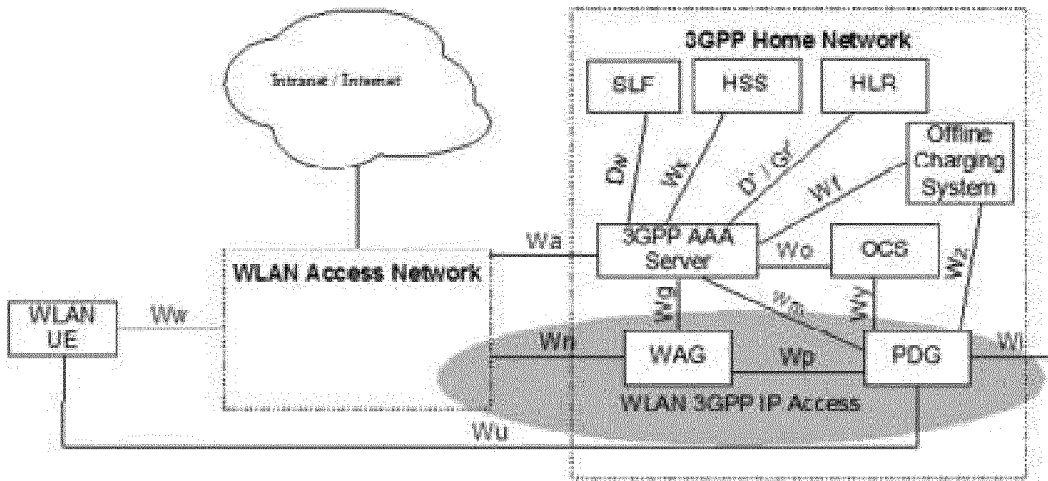 3GPP Home Network
Intranet / Internet
SLF
HSS
HLR
Offline
Charging
System
Dw
Wx
D' / Gr'
Wf
3GPP AAA
Server
Wa
Wo
OCS
Wz
WLAN Access Network
Wg
Wm
Wy
WLAN
UE
Ww
Wn
WAG
Wp
PDG
Wi
WLAN 3GPP IP Access
Wu